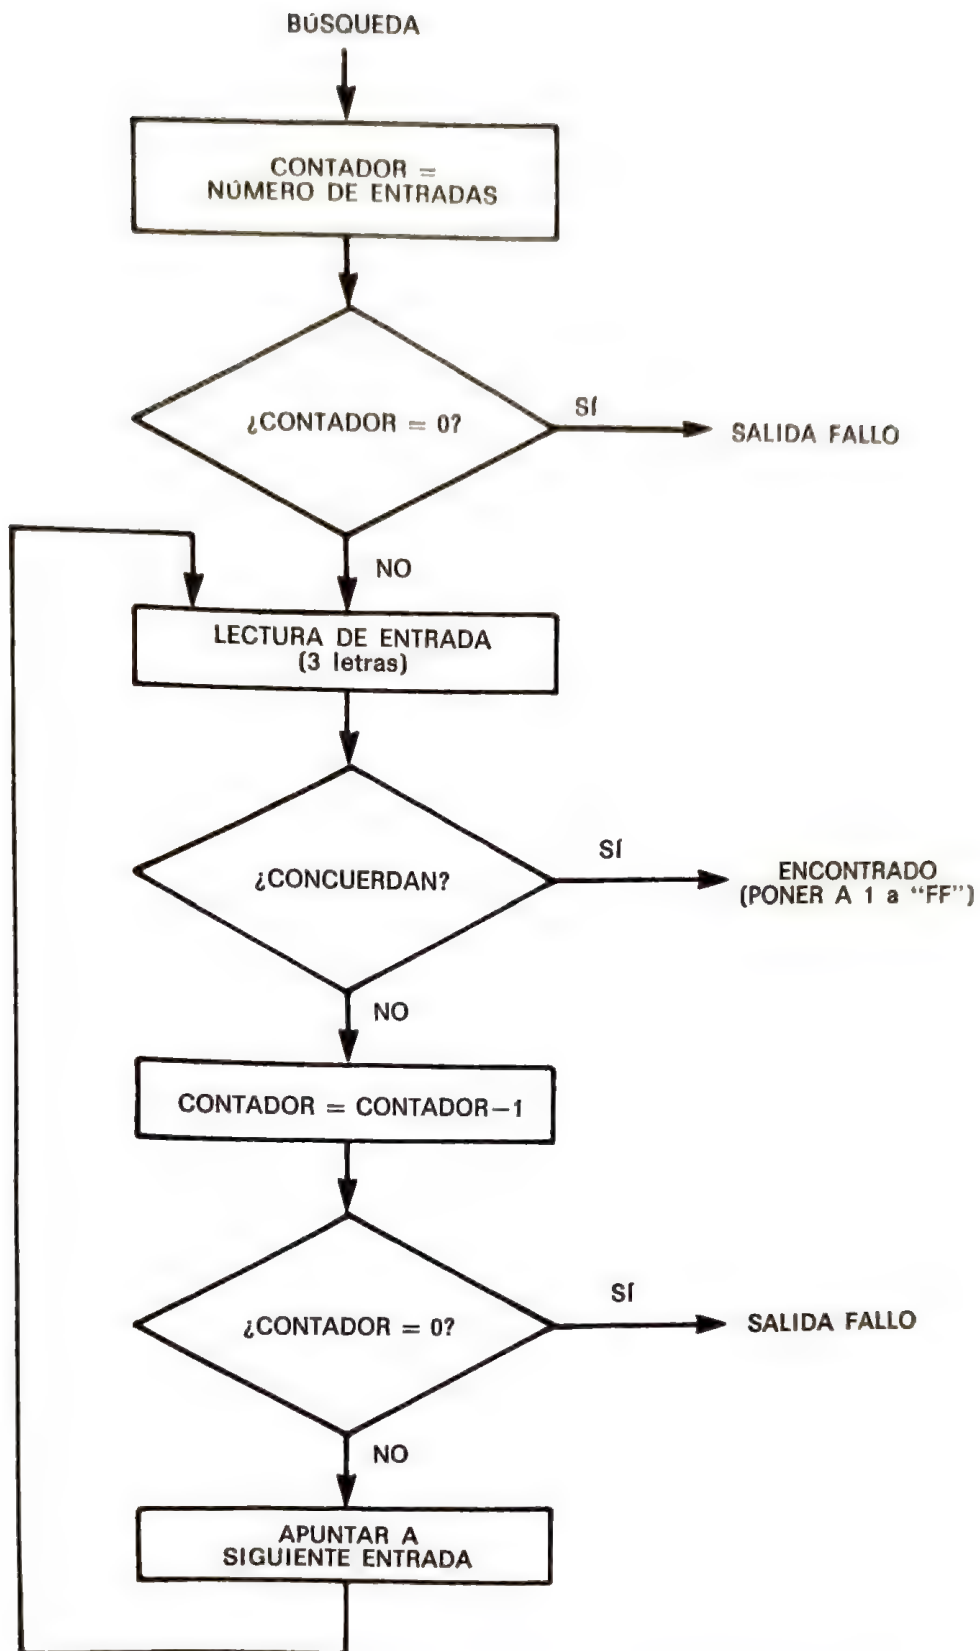 BÚSQUEDA
CONTADOR =
NÚMERO DE ENTRADAS
¿CONTADOR = 0?
SÍ
SALIDA FALLO
NO
LECTURA DE ENTRADA
(3 letras)
¿CONCUERDAN?
SÍ
ENCONTRADO
(PONER A 1 a “FF”)
NO
CONTADOR = CONTADOR−1
¿CONTADOR = 0?
SÍ
SALIDA FALLO
NO
APUNTAR A
SIGUIENTE ENTRADA